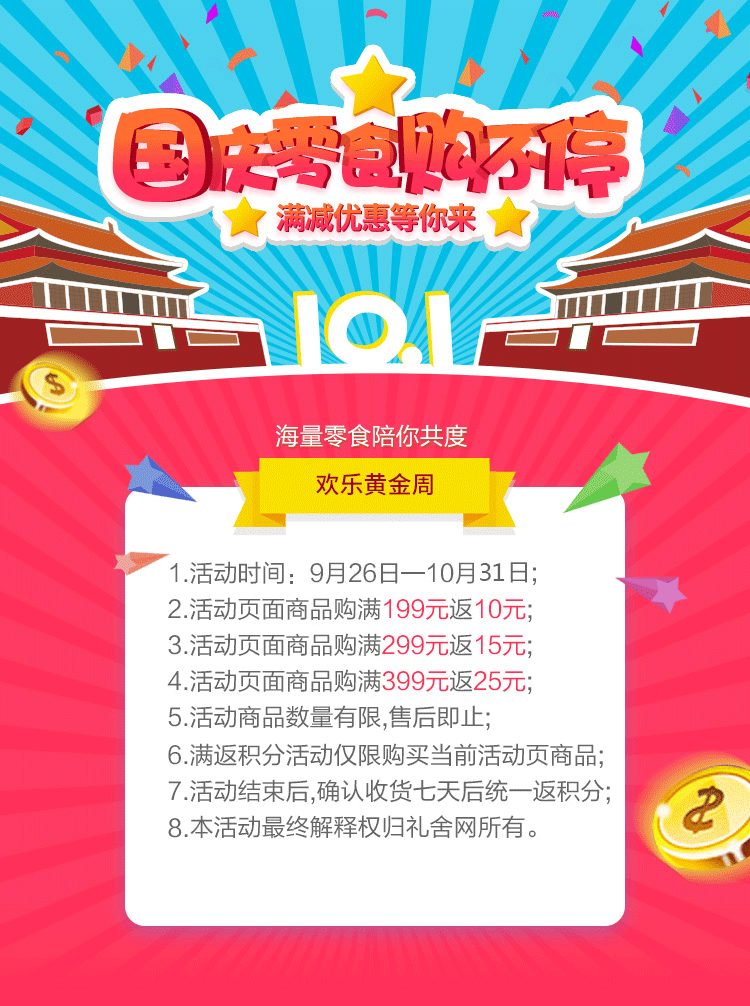 国庆零食购不停
满减优惠等你来
10.1
海量零食陪你共度
欢乐黄金周
1.活动时间：9月26日—10月31日;
2.活动页面商品购满199元返10元;
3.活动页面商品购满299元返15元;
4.活动页面商品购满399元返25元;
5.活动商品数量有限,售后即止;
6.满返积分活动仅限购买当前活动页商品;
7.活动结束后,确认收货七天后统一返积分;
8.本活动最终解释权归礼舍网所有。